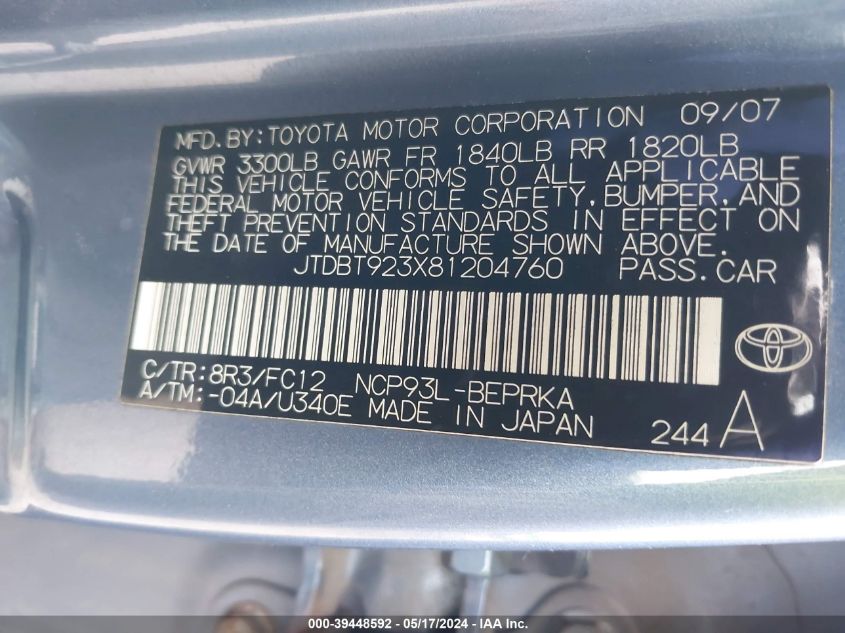 MFD.BY:TOYOTA MOTOR CORPORATION 09/07
GVWR 3300LB GAWR FR 1840LB RR 1820LB
THIS VEHICLE CONFORMS TO ALL APPLICABLE
FEDERAL MOTOR VEHICLE SAFETY,BUMPER,AND
THEFT PREVENTION STANDARDS IN EFFECT ON
THE DATE OF MANUFACTURE SHOWN ABOVE.
JTDBT923X81204760 PASS.CAR
C/TR:8R3/FC12 NCP93L-BEPRKA
A/TM:-04A/U340E MADE IN JAPAN 244 A
000-39448592 - 05/17/2024 - IAA Inc.